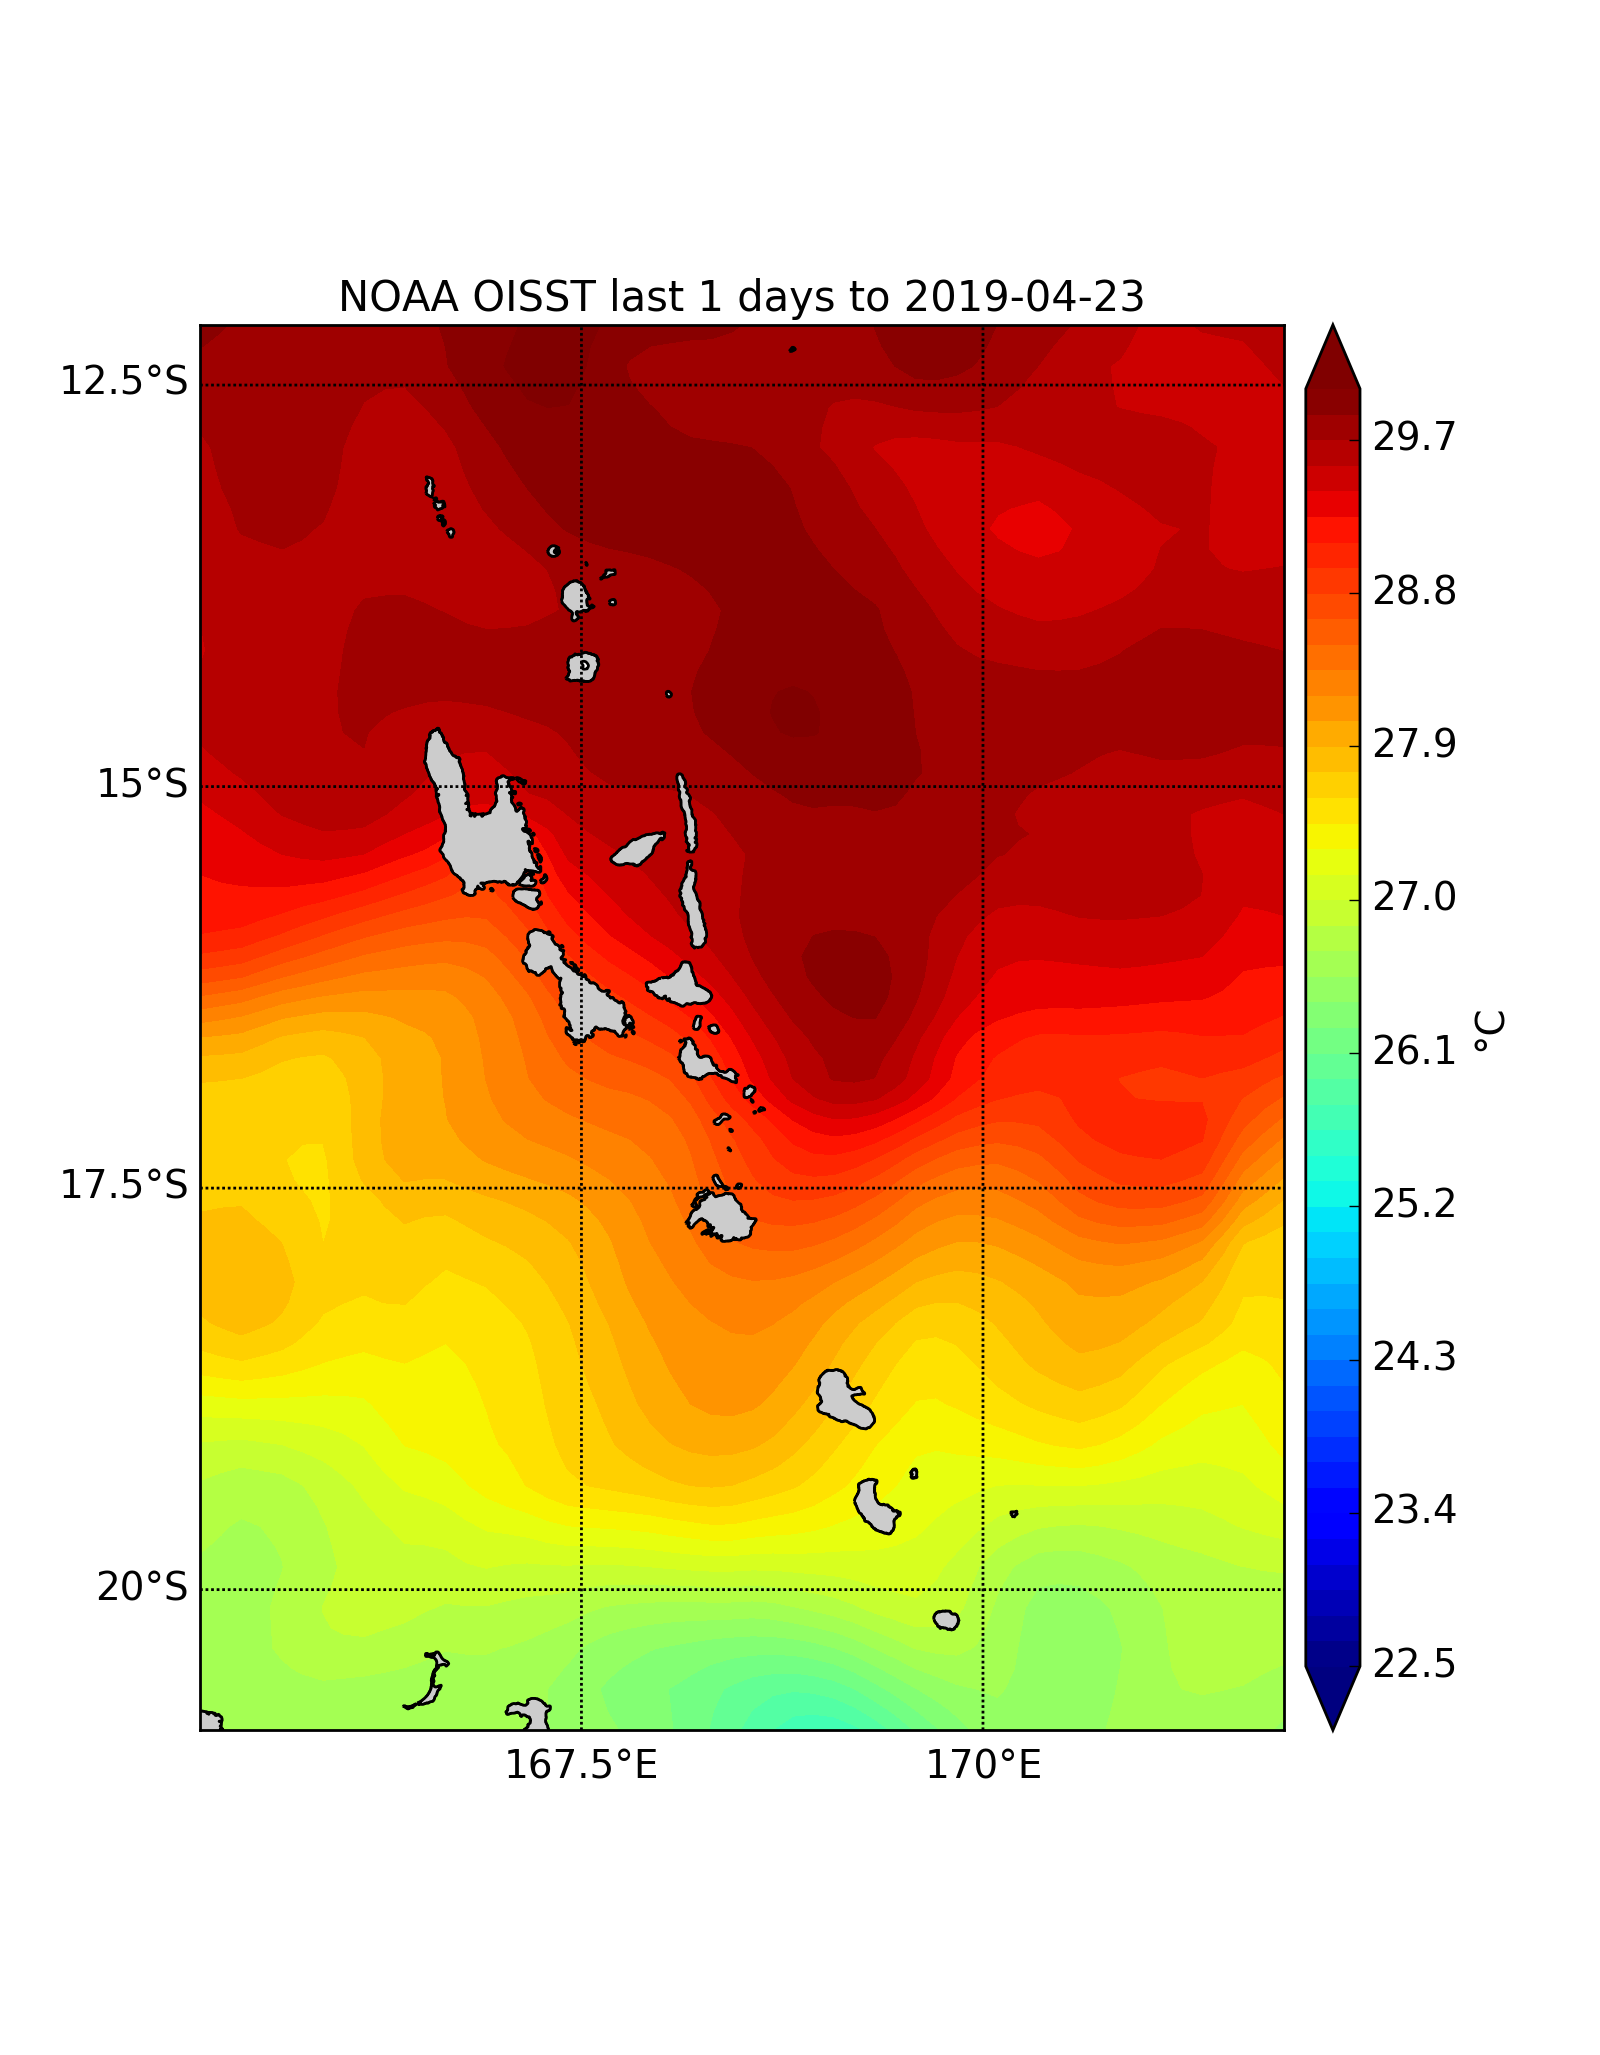 NOAA OISST last 1 days to 2019-04-23
12.5°S
15°S
17.5°S
20°S
167.5°E
170°E
29.7
28.8
27.9
27.0
26.1
25.2
24.3
23.4
22.5
°C